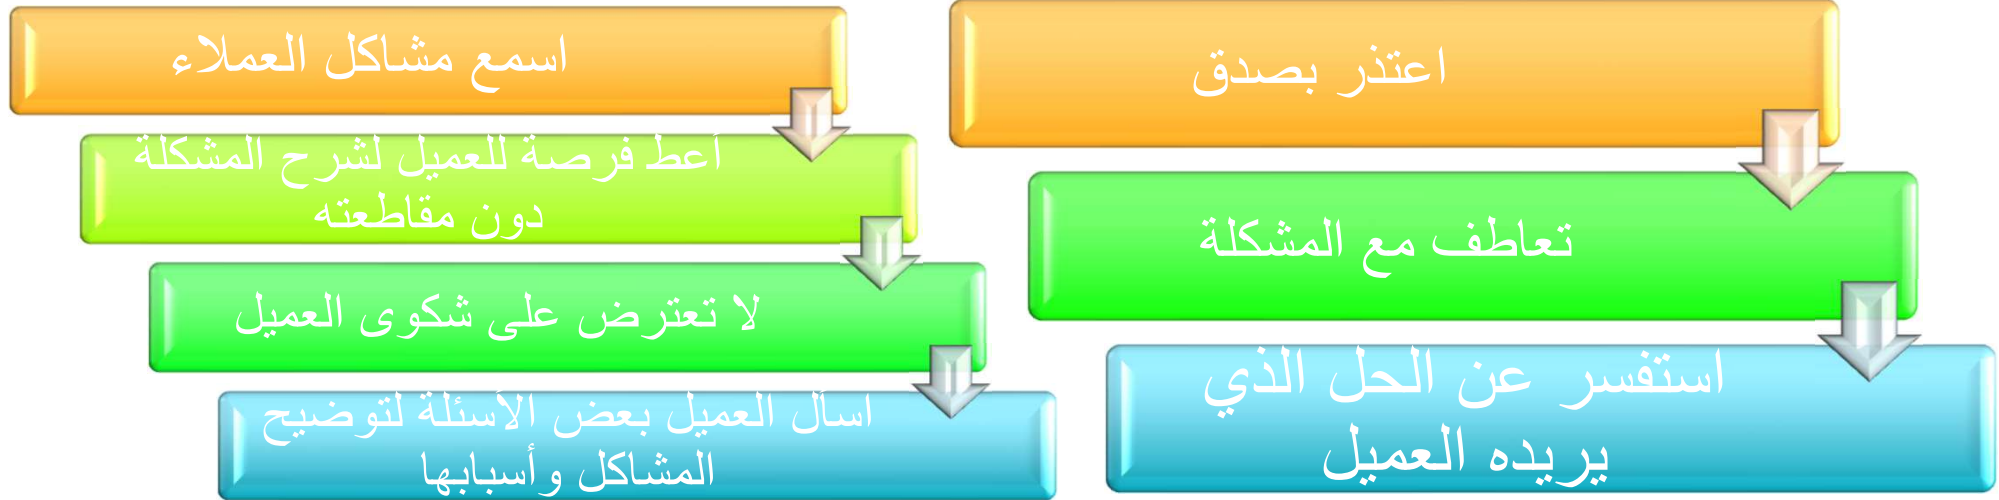 اسمع مشاكل العملاء
أعط فرصة للعميل لشرح المشكلة
دون مقاطعته
لا تعترض على شكوى العميل
اسأل العميل بعض الأسئلة لتوضيح
المشاكل وأسبابها
اعتذر بصدق
تعاطف مع المشكلة
استفسر عن الحل الذي
يريده العميل